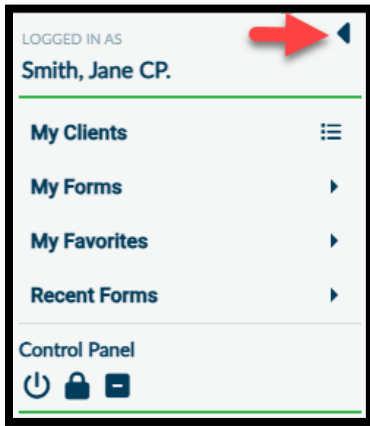 LOGGED IN AS
Smith, Jane CP.
My Clients
My Forms
My Favorites
Recent Forms
Control Panel